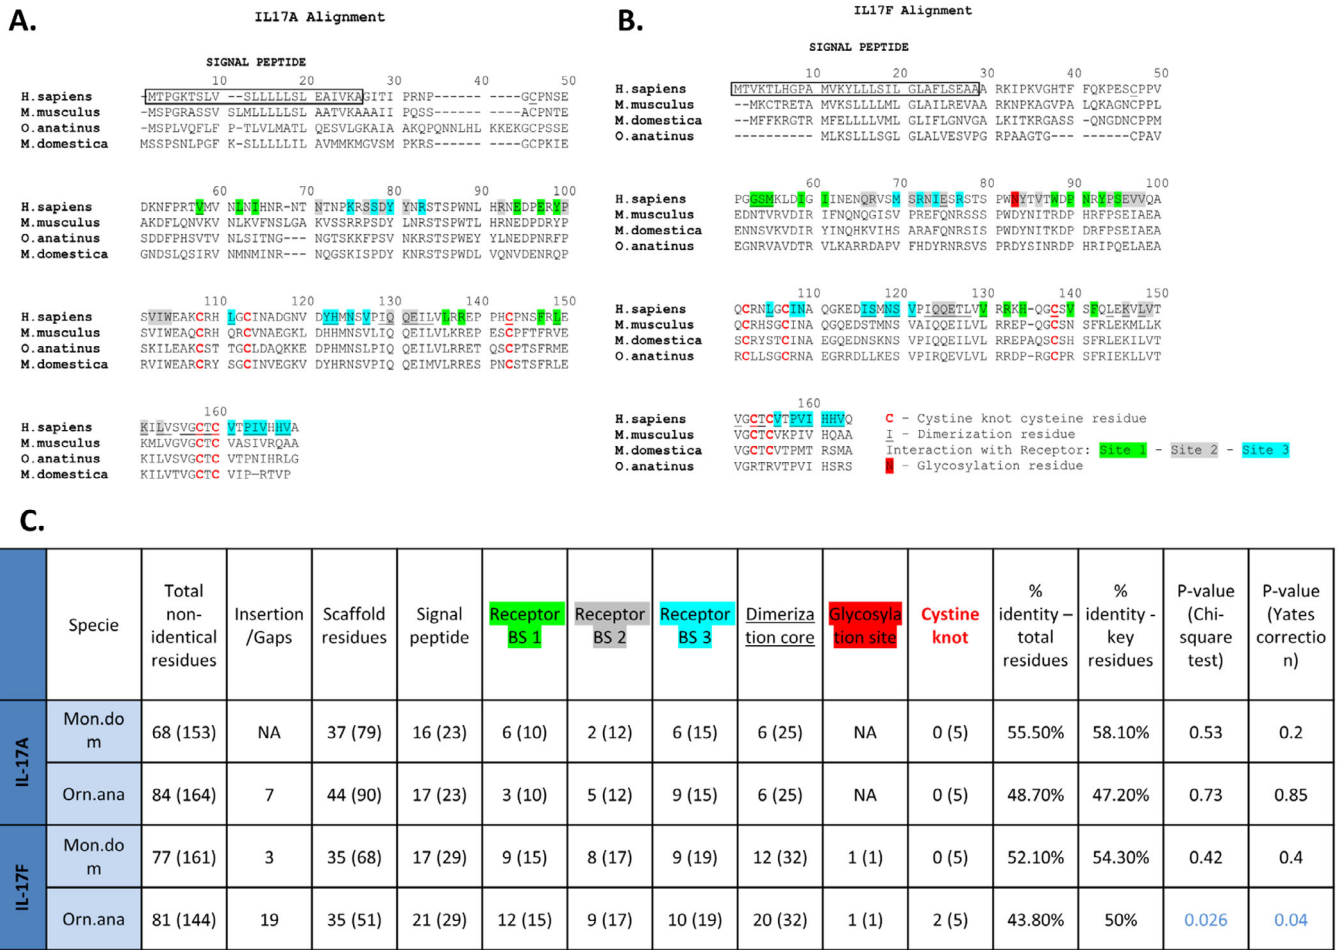 A.
IL17A Alignment
SIGNAL PEPTIDE
10 20 30 40 50
H.sapiens -MTPGKTSLV --SLLLLLSL EAIVKAGITI PRNP------ ----GCPNSE
M.musculus -MSPGRASSV --SLMLLLSL AATVKAAAII IPQSS----- ----ACPNTE
O.anatinus -MSPLVQFLF P-TLVLMATL QESVLGKAIA AKQPQNNLHL KKEKGCPSSE
M.domestica MSSPSNLPGF K-SLLLLLIL AVMMKMGVSM PKRS------ ----GCPKIE
60 70 80 90 100
H.sapiens DKNFPRTVMV NLNIHNR-NT NTNPKRSSDY YNRSTSPWNL HRNEDPERYP
M.musculus AKDFLQNVKV NLKVFNSLGA KVSSRRPSDY LNRSTSPWTL HRNEDPDRYP
O.anatinus SDDFPHSVTV NLSITNG--- NGTSKKFPSV NKRSTSPWEY YLNEDPNRFP
M.domestica GNDSLQSIRV NMNMINR--- NQGSKISPDY KNRSTSPWDL VQNVDENRQP
110 120 130 140 150
H.sapiens SVIWEAKCRH LGCINADGNV DYHMNSVPIQ QEILVLRREP PHCPNSFRLE
M.musculus SVIWEAQCRH QRCVNAEGKL DHHMNSVLIQ QEILVLKREP ESCPFTFRVE
O.anatinus SKILEAKCST TGCLDAQKKE DPHMNSLPIQ QEILVLKRET QSCPTSFRME
M.domestica RVIWEARCRY SGCINVEGKV DYHRNSVPIQ QEIMVLRRES PNCSTSFRLE
160
H.sapiens KILVSVGCTC VTPIVHHVA
M.musculus KMLVGVGCTC VASIVRQAA
O.anatinus KILVSVGCTC VTPNIHRLG
M.domestica KILVTVGCTC VIP-RTVP
B.
IL17F Alignment
SIGNAL PEPTIDE
10 20 30 40 50
H.sapiens MTVKTLHGPA MVKYLLLSIL GLAFLSEAAA RKIPKVGHTF FQKPESCPPV
M.musculus --MKCTRETA MVKSLLLLML GLAILREVAA RKNPKAGVPA LQKAGNCPPL
M.domestica --MFFKRGTR MFELLLLVML GLIFLGNVGA LKITKRGASS -QNGDNCPPM
O.anatinus ---------- MLKSLLLSGL GLALVESVPG RPAAGTG--- ------CPAV
60 70 80 90 100
H.sapiens PGGSMKLDIG IINENQRVSM SRNIESRSTS PWNYTVTWDP NRYPSEVVQA
M.musculus EDNTVRVDIR IFNQNQGISV PREFQNRSSS PWDYNITRDP HRFPSEIAEA
M.domestica ENNSVKVDIR YINQHKVIHS ARAFQNRSIS PWDYNITKDP DRFPSEIAEA
O.anatinus EGNRVAVDTR VLKARRDAPV FHDYRNRSVS PRDYSINRDP HRIPQELAEA
110 120 130 140 150
H.sapiens QCRNLGCINA QGKEDISMNS VPIQQETLVV RRKH-QGCSV SFQLEKVLVT
M.musculus QCRHSGCINA QGQEDSTMNS VAIQQEILVL RREP-QGCSN SFRLEKMLLK
M.domestica CRYSTCINA EGQEDNSKNS VPIQQEILVL RREPAQSCSH SFRLEKILVT
O.anatinus RCLLSGCRNA EGRRDLLKES VPIRQEVLVL RRDP-RGCPR SFRIEKLLVT
160
H.sapiens VGCTCVTPVI HHVQ
M.musculus VGCTCVKPIV HQAA
M.domestica VGCTCVTPMT RSMA
O.anatinus VGRTRVTPVI HSRS
C - Cystine knot cysteine residue
I - Dimerization residue
Interaction with Receptor: Site 1 - Site 2 - Site 3
N - Glycosylation residue
C.
Specie | Total non-identical residues | Insertion /Gaps | Scaffold residues | Signal peptide | Receptor BS 1 | Receptor BS 2 | Receptor BS 3 | Dimeriza tion core | Glycosyla tion site | Cystine knot | % identity – total residues | % identity - key residues | P-value (Chi-square test) | P-value (Yates correctio n)
IL-17A
Mon.do m | 68 (153) | NA | 37 (79) | 16 (23) | 6 (10) | 2 (12) | 6 (15) | 6 (25) | NA | 0 (5) | 55.50% | 58.10% | 0.53 | 0.2
Orn.ana | 84 (164) | 7 | 44 (90) | 17 (23) | 3 (10) | 5 (12) | 9 (15) | 6 (25) | NA | 0 (5) | 48.70% | 47.20% | 0.73 | 0.85
IL-17F
Mon.do m | 77 (161) | 3 | 35 (68) | 17 (29) | 9 (15) | 8 (17) | 9 (19) | 12 (32) | 1 (1) | 0 (5) | 52.10% | 54.30% | 0.42 | 0.4
Orn.ana | 81 (144) | 19 | 35 (51) | 21 (29) | 12 (15) | 9 (17) | 10 (19) | 20 (32) | 1 (1) | 2 (5) | 43.80% | 50% | 0.026 | 0.04